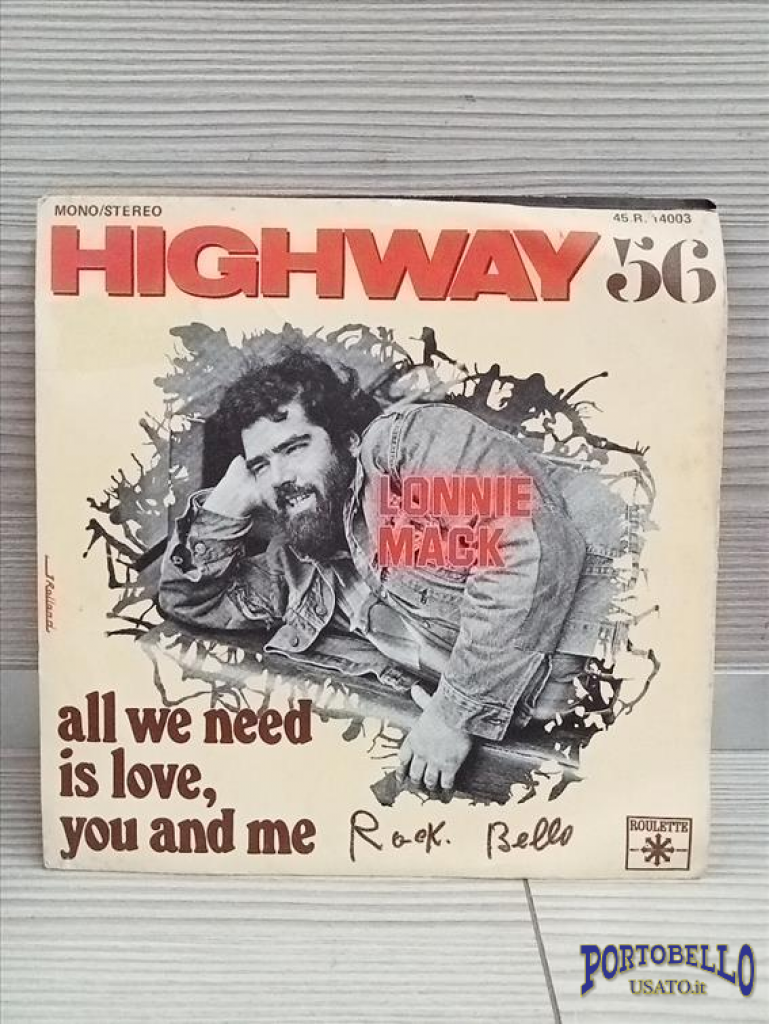 MONO/STEREO
45.R. 14003
HIGHWAY 56
LONNIE
MACK
J Rolland
all we need
is love,
you and me
Rock. Bello
ROULETTE
PORTOBELLO
USATO.it